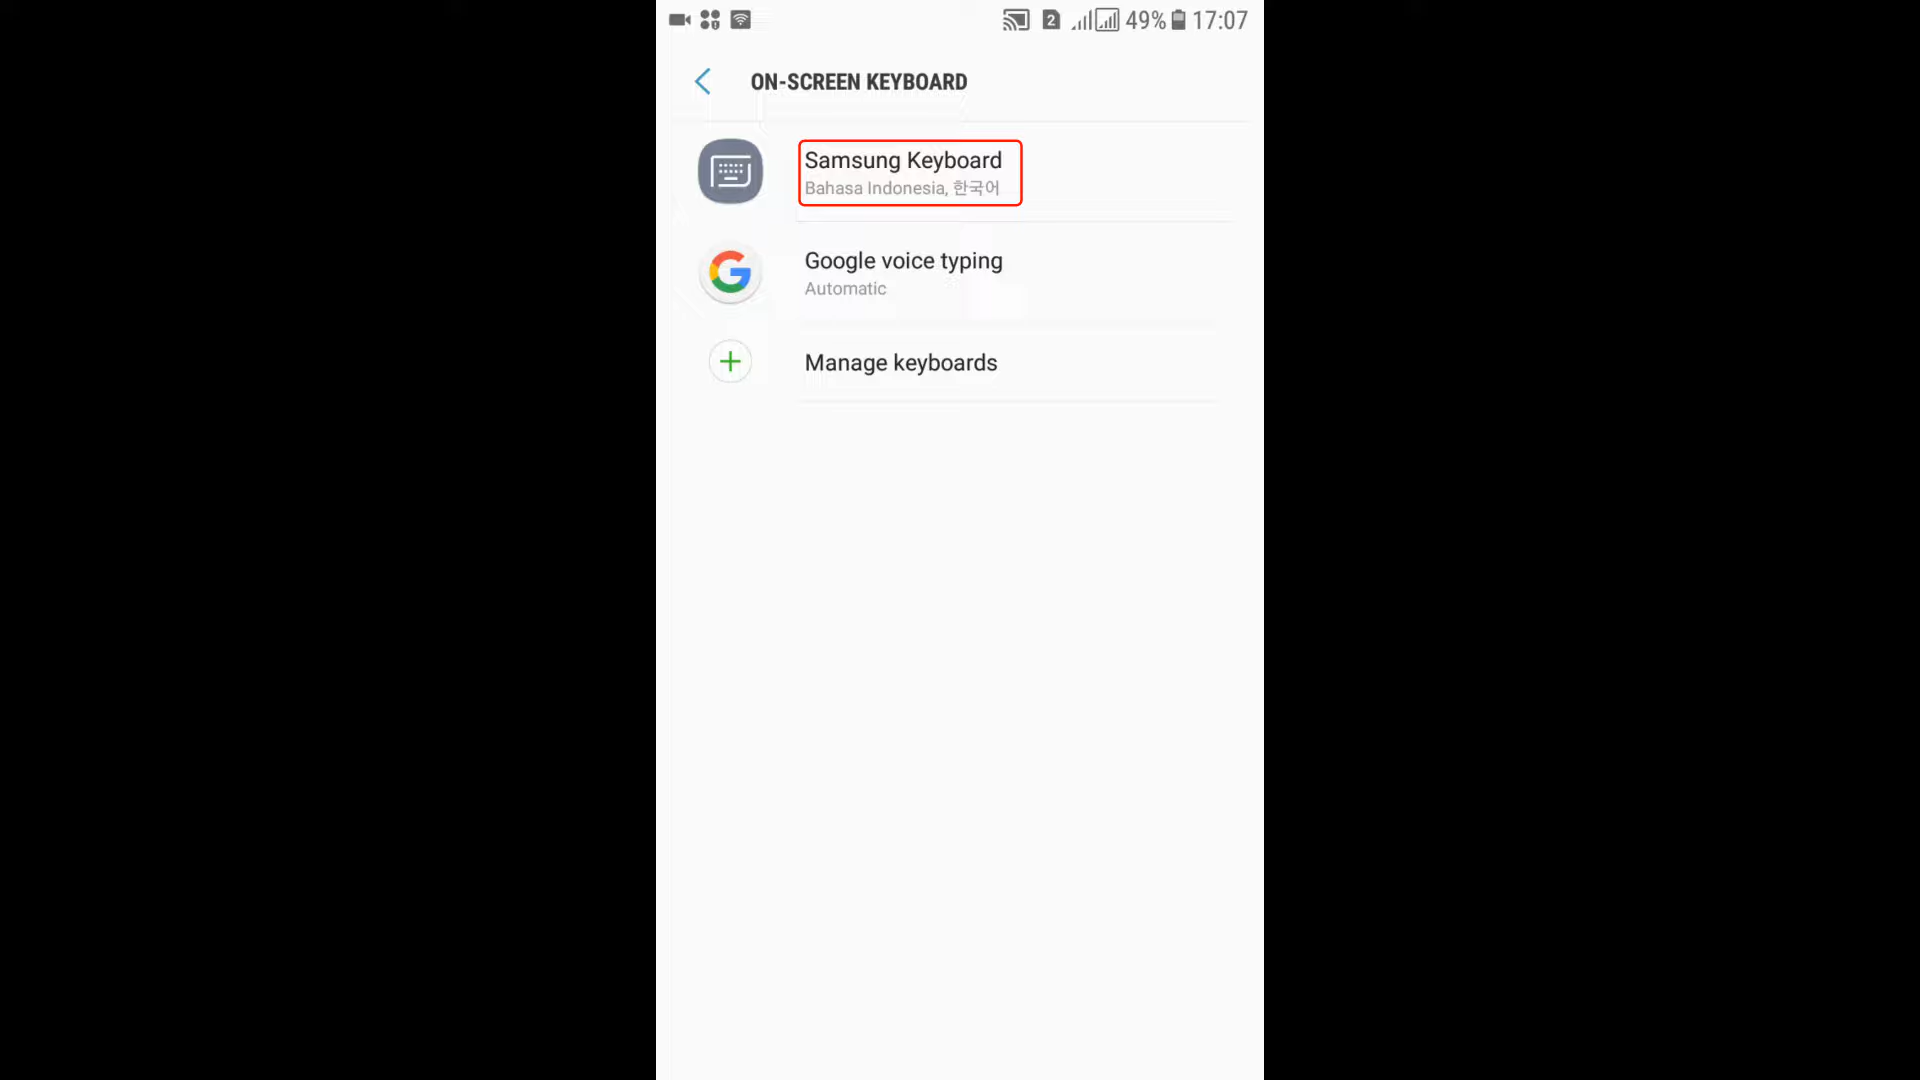 2 49% 17:07
ON-SCREEN KEYBOARD
Samsung Keyboard
Bahasa Indonesia, 한국어
Google voice typing
Automatic
Manage keyboards